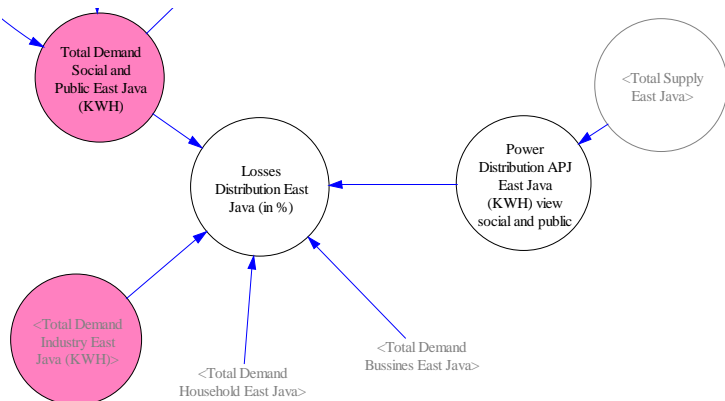 Total Demand
Social and
Public East Java
(KWH)
<Total Supply
East Java>
Losses
Distribution East
Java (in %)
Power
Distribution APJ
East Java
(KWH) view
social and public
<Total Demand
Industry East
Java (KWH)>
<Total Demand
Household East Java>
<Total Demand
Bussines East Java>